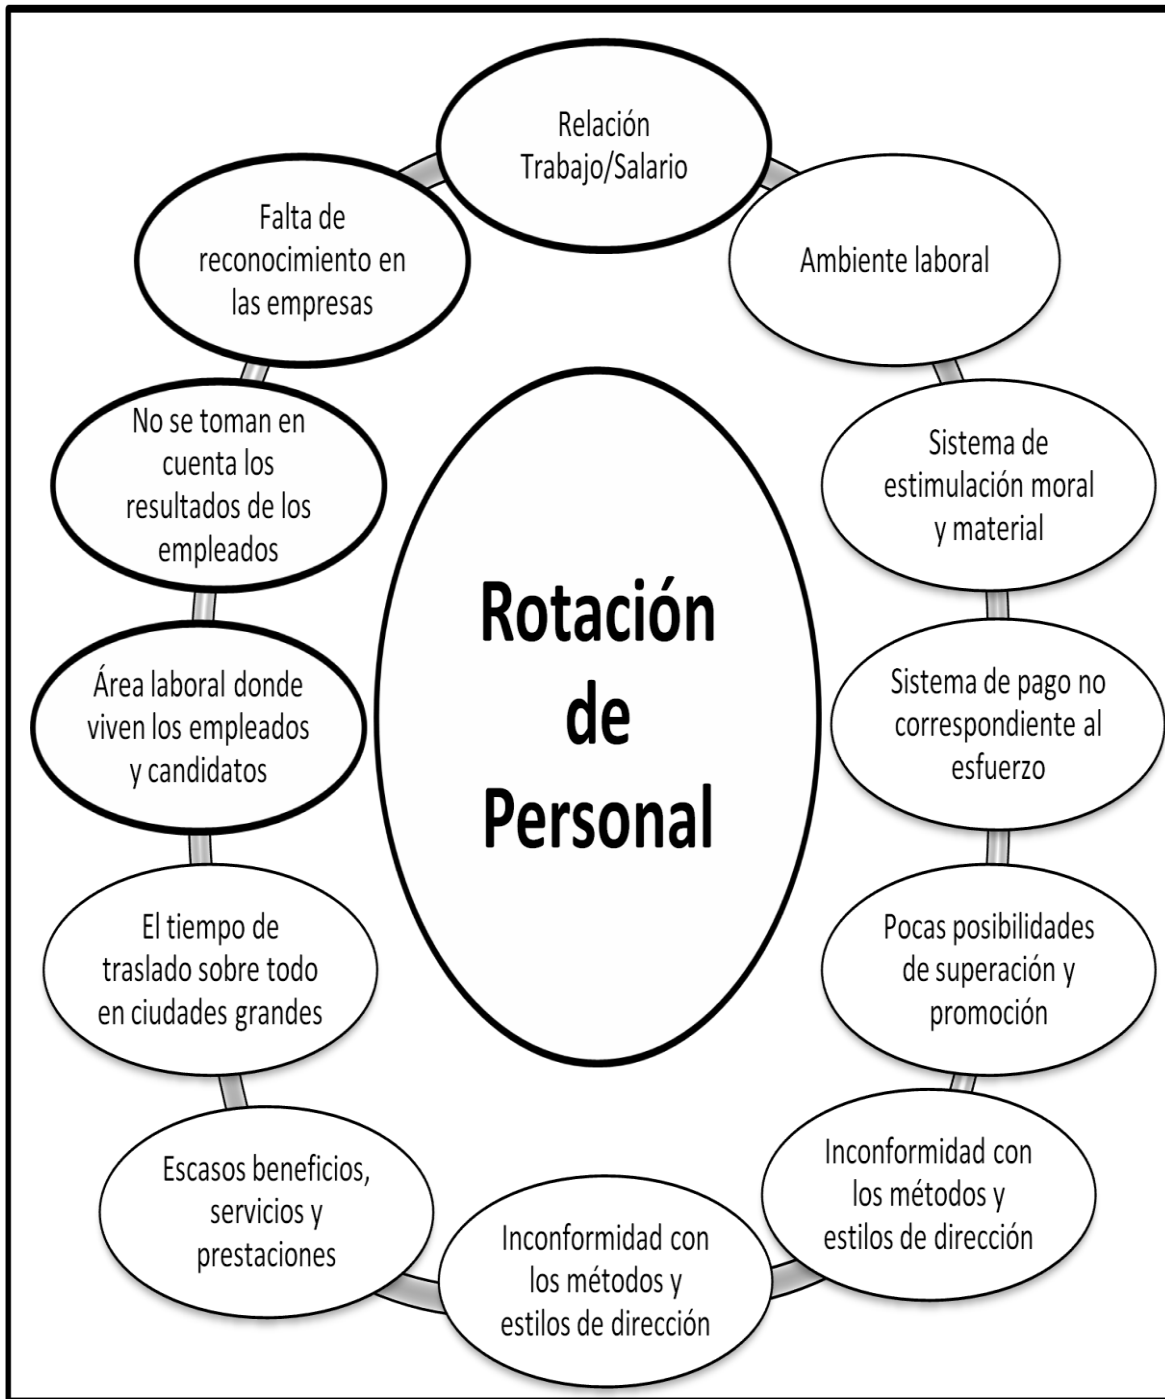 Relación
Trabajo/Salario
Ambiente laboral
Sistema de
estimulación moral
y material
Sistema de pago no
correspondiente al
esfuerzo
Pocas posibilidades
de superación y
promoción
Inconformidad con
los métodos y
estilos de dirección
Inconformidad con
los métodos y
estilos de dirección
Escasos beneficios,
servicios y
prestaciones
El tiempo de
traslado sobre todo
en ciudades grandes
Área laboral donde
viven los empleados
y candidatos
No se toman en
cuenta los
resultados de los
empleados
Falta de
reconocimiento en
las empresas
Rotación
de
Personal